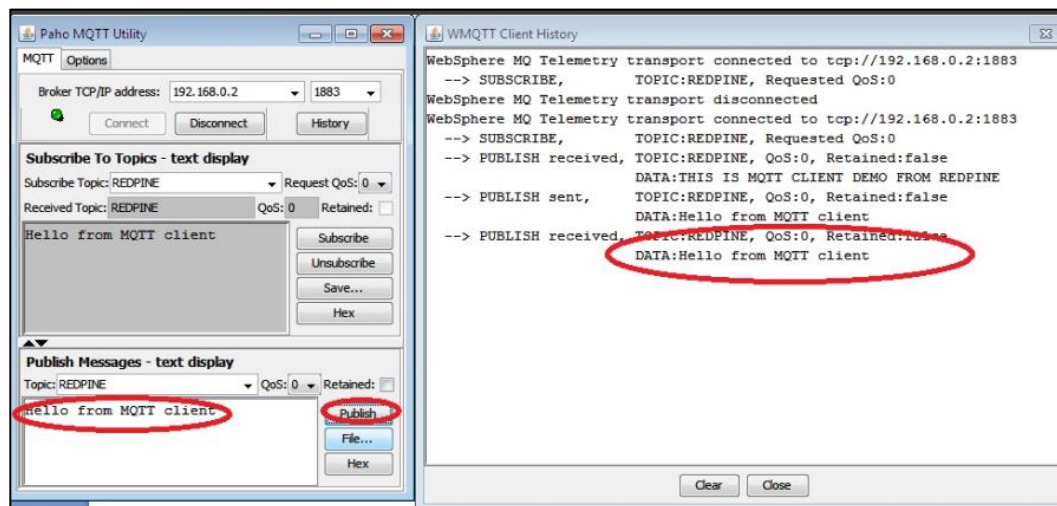 Paho MQTT Utility
MQTT Options
Broker TCP/IP address: 192.168.0.2 1883
Connect Disconnect History
Subscribe To Topics - text display
Subscribe Topic: REDPINE Request QoS: 0
Received Topic: REDPINE QoS: 0 Retained:
Hello from MQTT client
Subscribe
Unsubscribe
Save...
Hex
Publish Messages - text display
Topic: REDPINE QoS: 0 Retained:
Hello from MQTT client
Publish
File...
Hex
WMQTT Client History
WebSphere MQ Telemetry transport connected to tcp://192.168.0.2:1883
--> SUBSCRIBE, TOPIC:REDPINE, Requested QoS:0
WebSphere MQ Telemetry transport disconnected
WebSphere MQ Telemetry transport connected to tcp://192.168.0.2:1883
--> SUBSCRIBE, TOPIC:REDPINE, Requested QoS:0
--> PUBLISH received, TOPIC:REDPINE, QoS:0, Retained:false
DATA:THIS IS MQTT CLIENT DEMO FROM REDPINE
--> PUBLISH sent, TOPIC:REDPINE, QoS:0, Retained:false
DATA:Hello from MQTT client
--> PUBLISH received, TOPIC:REDPINE, QoS:0, Retained:false
DATA:Hello from MQTT client
Clear Close